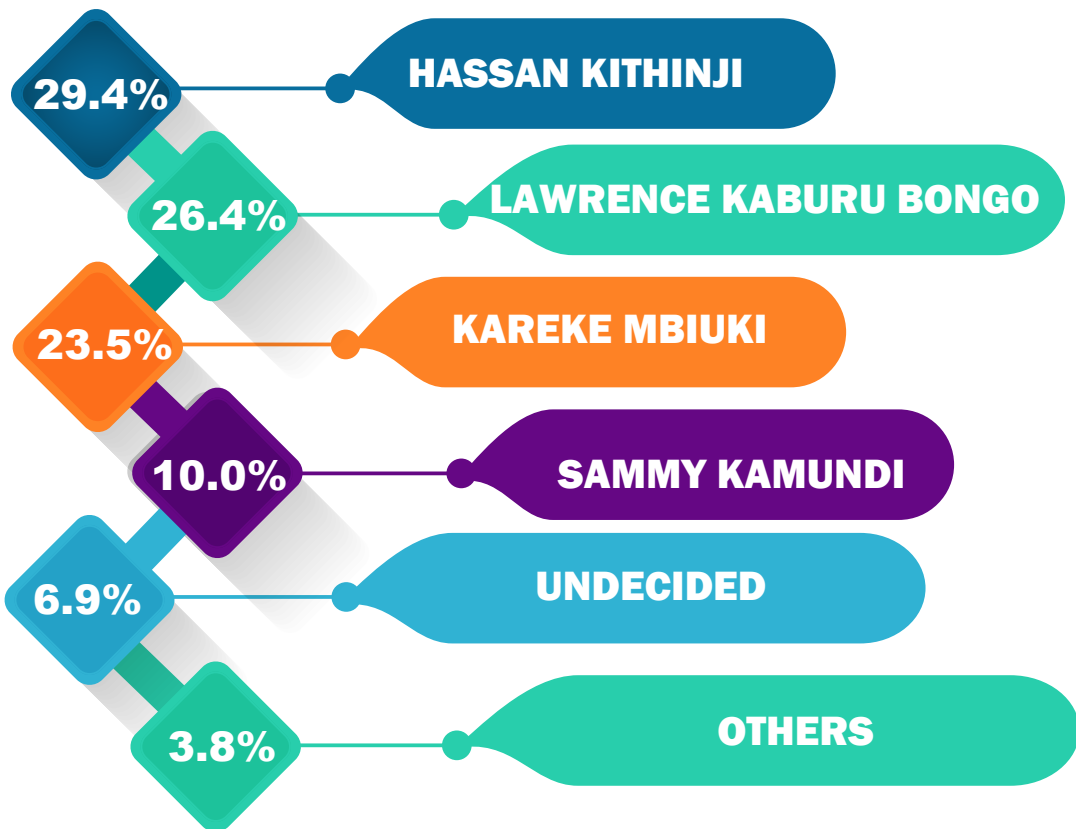 29.4% HASSAN KITHINJI
26.4% LAWRENCE KABURU BONGO
23.5% KAREKE MBIUKI
10.0% SAMMY KAMUNDI
6.9% UNDECIDED
3.8% OTHERS